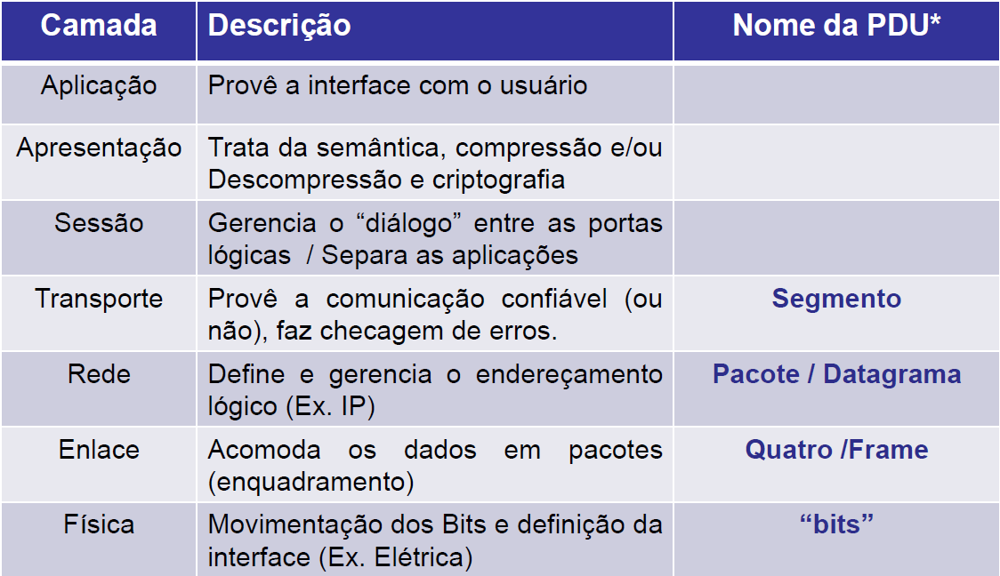 Camada Descrição Nome da PDU*
Aplicação Provê a interface com o usuário
Apresentação Trata da semântica, compressão e/ou
Descompressão e criptografia
Sessão Gerencia o “diálogo” entre as portas
lógicas / Separa as aplicações
Transporte Provê a comunicação confiável (ou Segmento
não), faz checagem de erros.
Rede Define e gerencia o endereçamento Pacote / Datagrama
lógico (Ex. IP)
Enlace Acomoda os dados em pacotes Quatro /Frame
(enquadramento)
Física Movimentação dos Bits e definição da “bits”
interface (Ex. Elétrica)